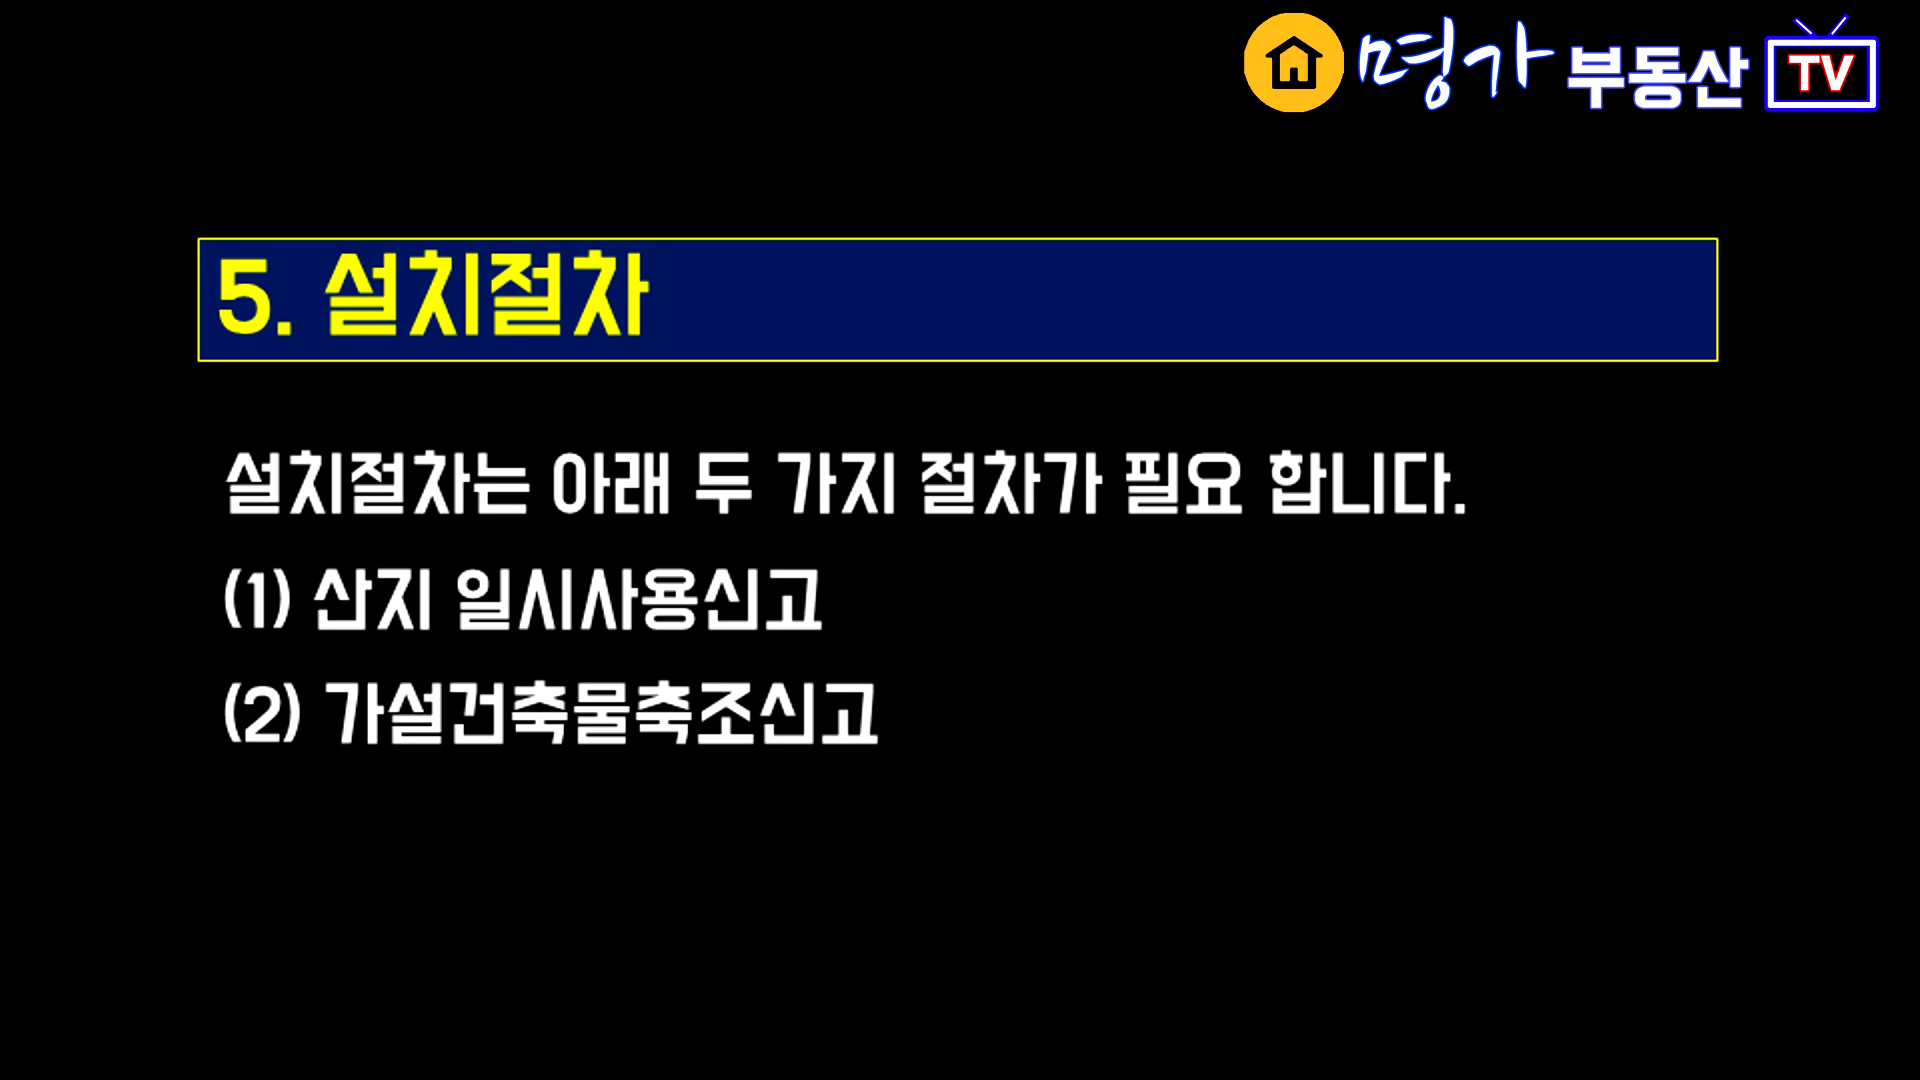 명가 부동산 TV
5. 설치절차
설치절차는 아래 두 가지 절차가 필요 합니다.
(1) 산지 일시사용신고
(2) 가설건축물축조신고